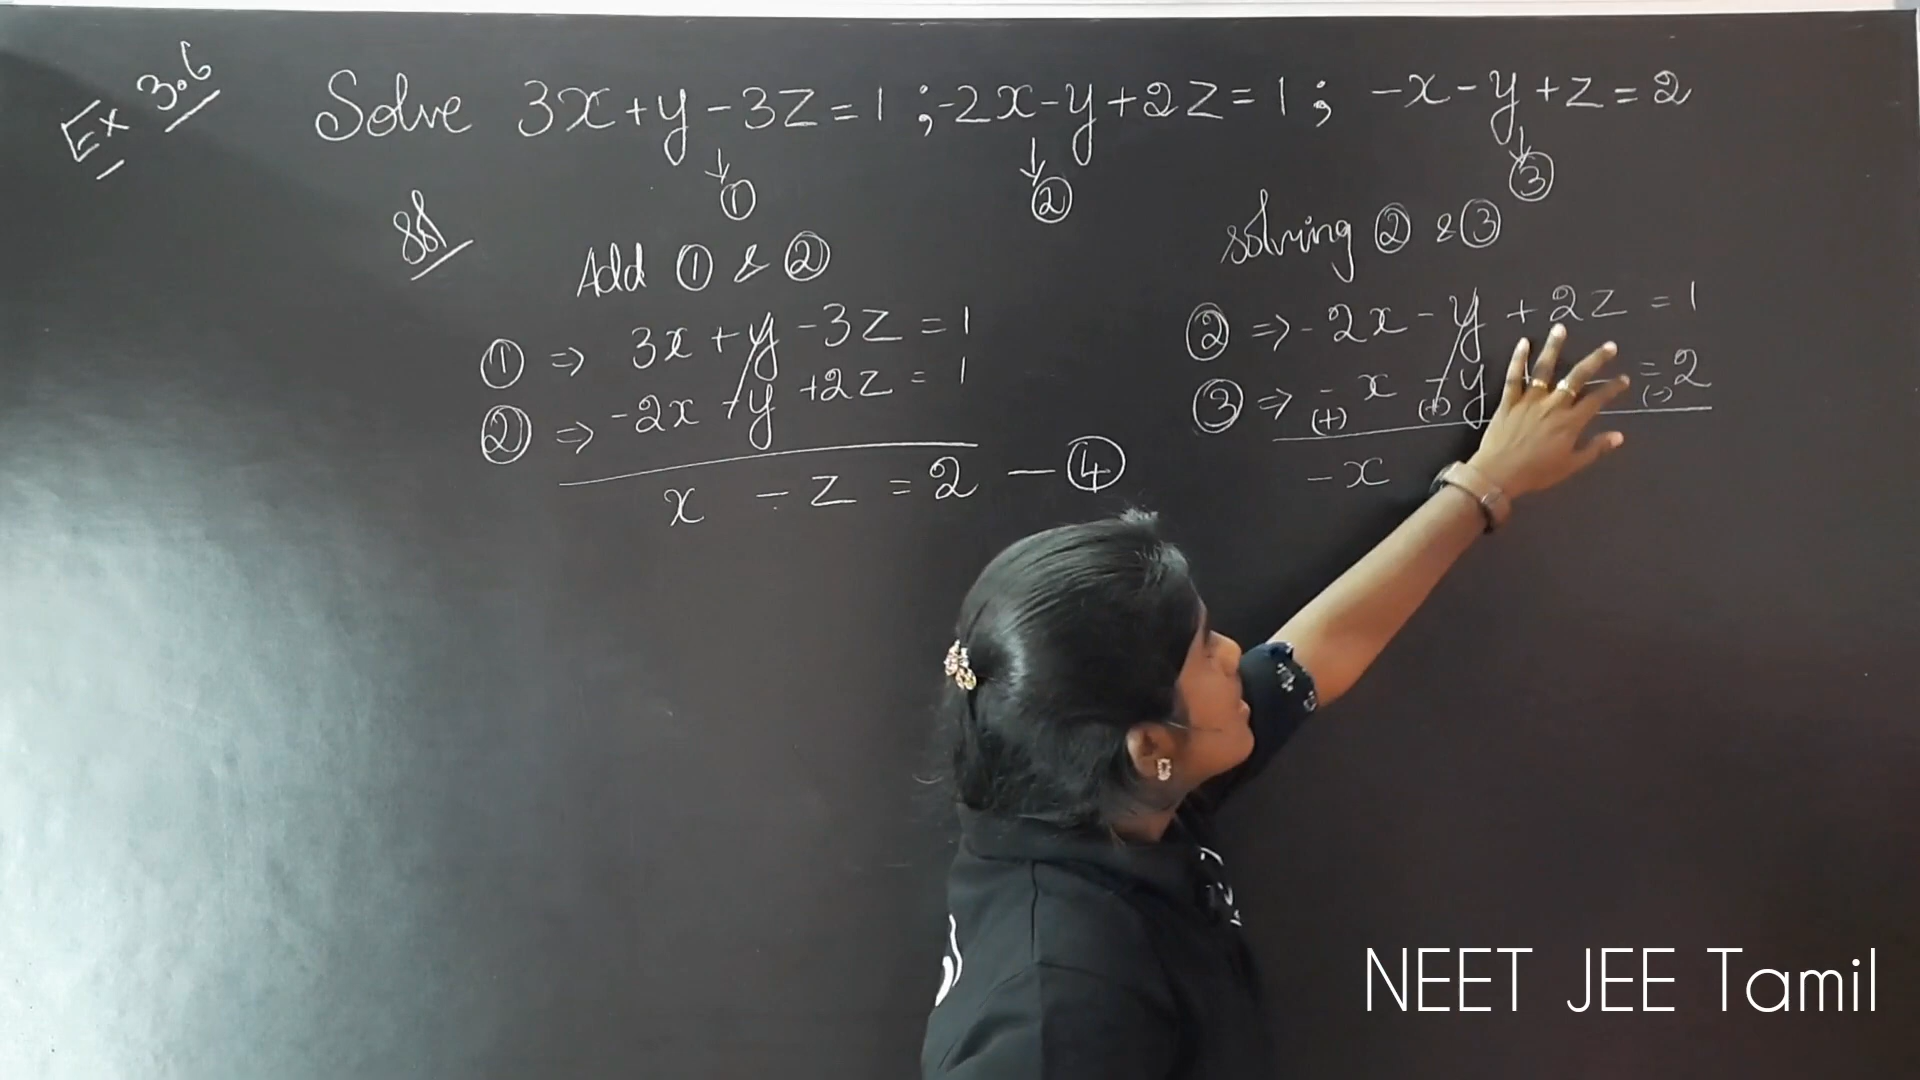 Ex 3.6
Solve 3x+y-3z=1 ; -2x-y+2z=1 ; -x-y+z=2
↓ ① ↓ ② ↓ ③
Sol
Add ① & ②
① => 3x+y-3z=1
② => -2x-y+2z=1
x - z = 2 — ④
Solving ② & ③
② => -2x-y+2z=1
③ => -x-y+ =2
(+) (+) (-)
-x
NEET JEE Tamil